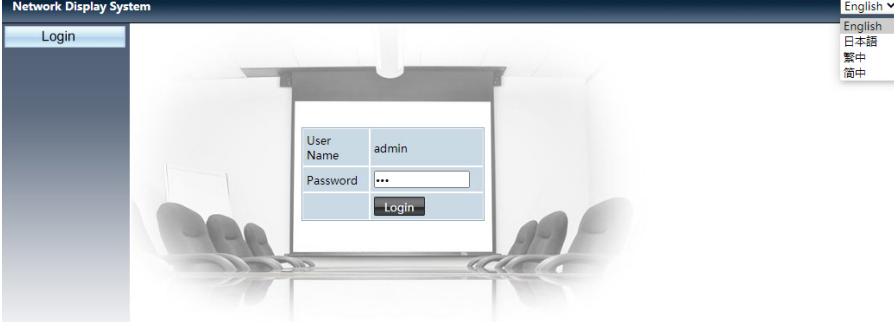 Network Display System
English
English
日本語
繁中
简中
Login
User
Name
admin
Password
•••
Login